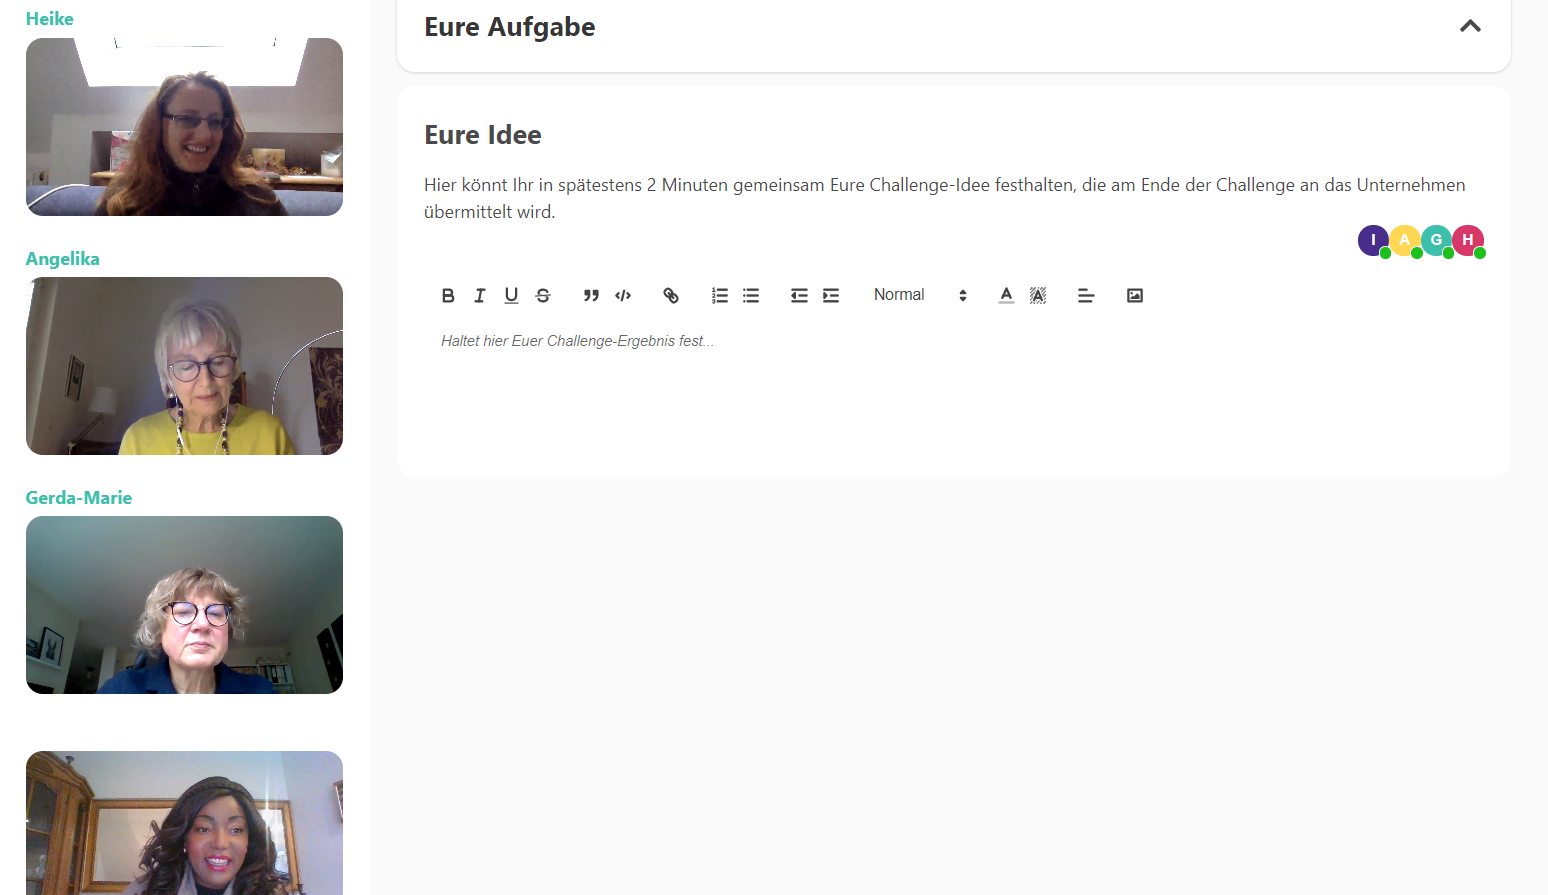 Heike
Angelika
Gerda-Marie
Eure Aufgabe
Eure Idee
Hier könnt Ihr in spätestens 2 Minuten gemeinsam Eure Challenge-Idee festhalten, die am Ende der Challenge an das Unternehmen
übermittelt wird.
I A G H
Normal
Haltet hier Euer Challenge-Ergebnis fest...